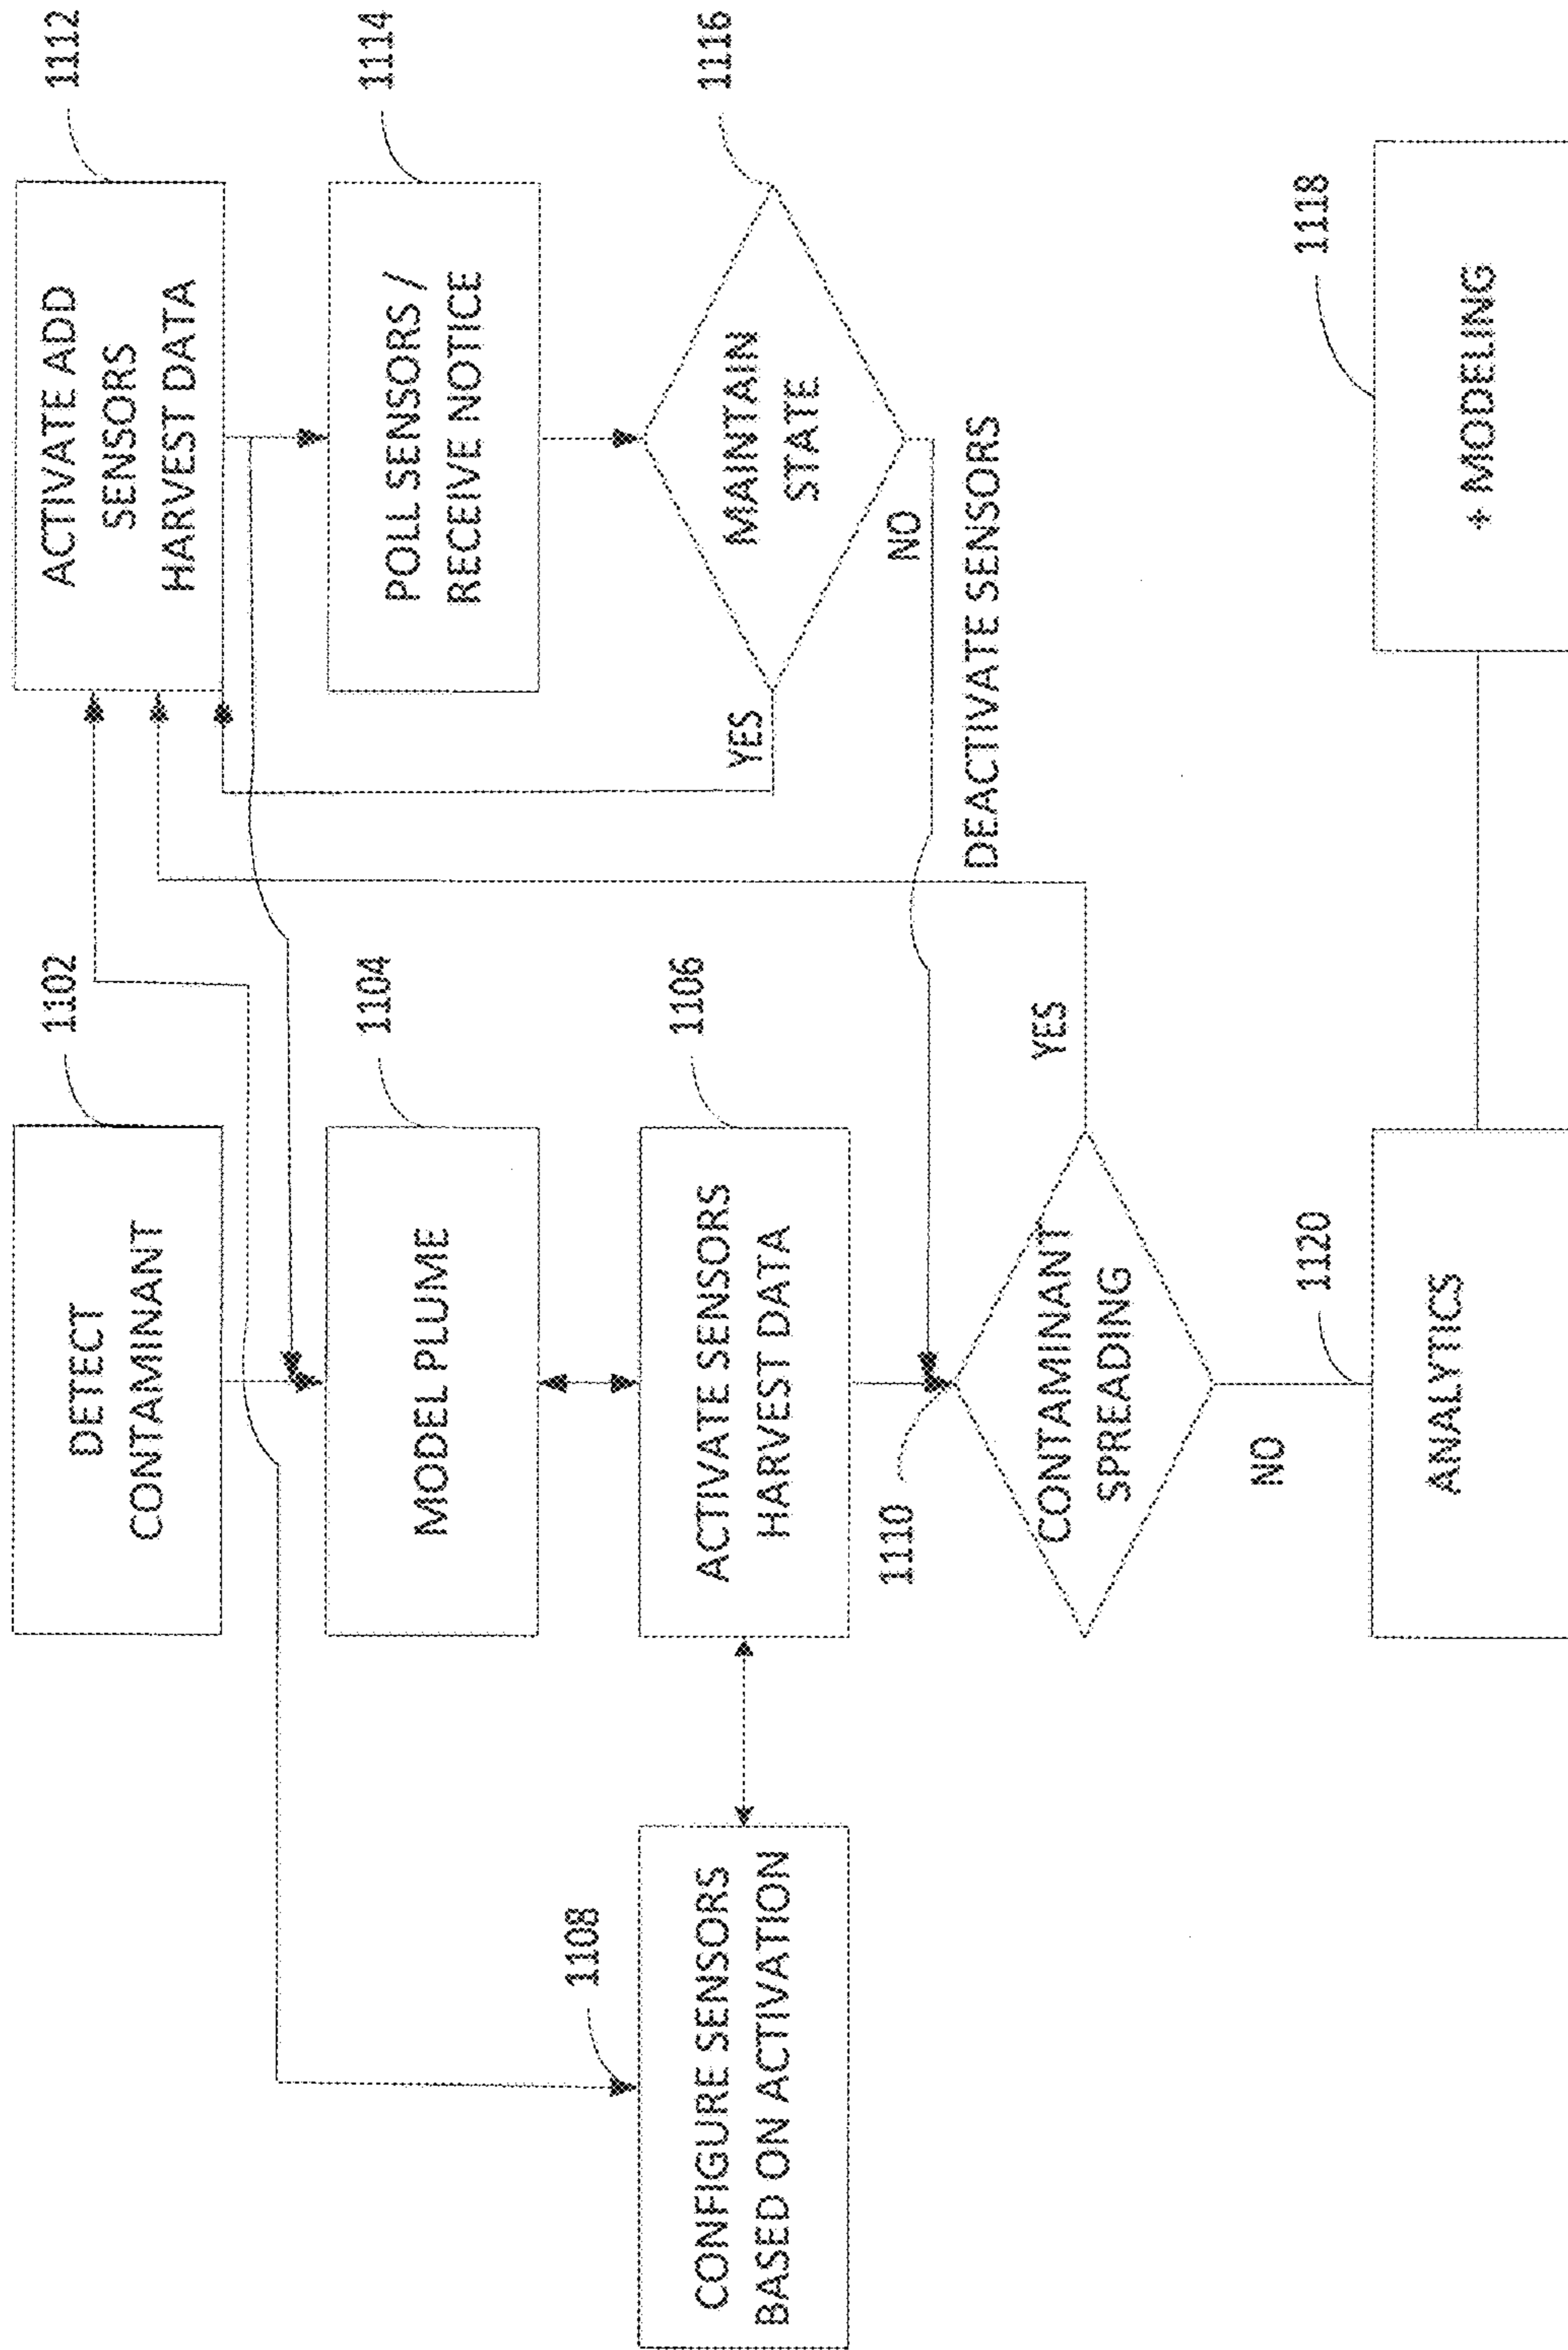 1102
DETECT
CONTAMINANT
1104
MODEL PLUME
1106
ACTIVATE SENSORS
HARVEST DATA
1108
CONFIGURE SENSORS
BASED ON ACTIVATION
1110
CONTAMINANT
SPREADING
YES
NO
1120
ANALYTICS
1112
ACTIVATE ADD
SENSORS
HARVEST DATA
1114
POLL SENSORS /
RECEIVE NOTICE
1116
MAINTAIN
STATE
YES
NO
DEACTIVATE SENSORS
1118
+ MODELING